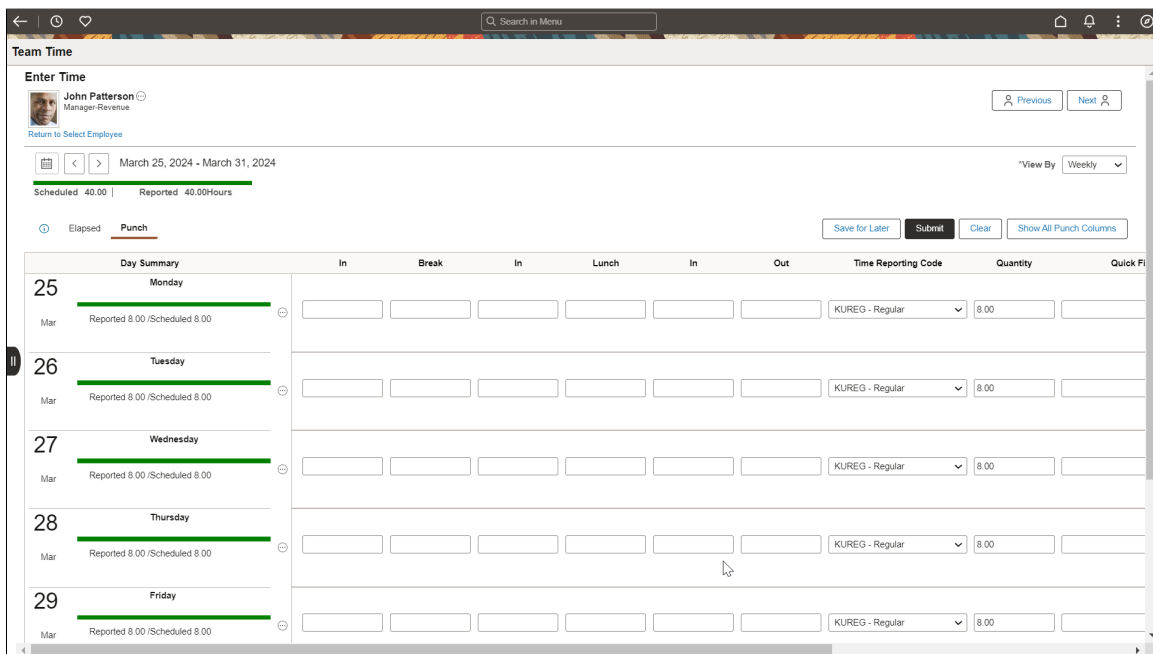 Search in Menu
Team Time
Enter Time
John Patterson
Manager-Revenue
Previous Next
Return to Select Employee
March 25, 2024 - March 31, 2024
*View By Weekly
Scheduled 40.00 | Reported 40.00Hours
Elapsed Punch
Save for Later Submit Clear Show All Punch Columns
Day Summary In Break In Lunch In Out Time Reporting Code Quantity Quick Fi
25 Monday
KUREG - Regular 8.00
Mar Reported 8.00 /Scheduled 8.00
26 Tuesday
KUREG - Regular 8.00
Mar Reported 8.00 /Scheduled 8.00
27 Wednesday
KUREG - Regular 8.00
Mar Reported 8.00 /Scheduled 8.00
28 Thursday
KUREG - Regular 8.00
Mar Reported 8.00 /Scheduled 8.00
29 Friday
KUREG - Regular 8.00
Mar Reported 8.00 /Scheduled 8.00